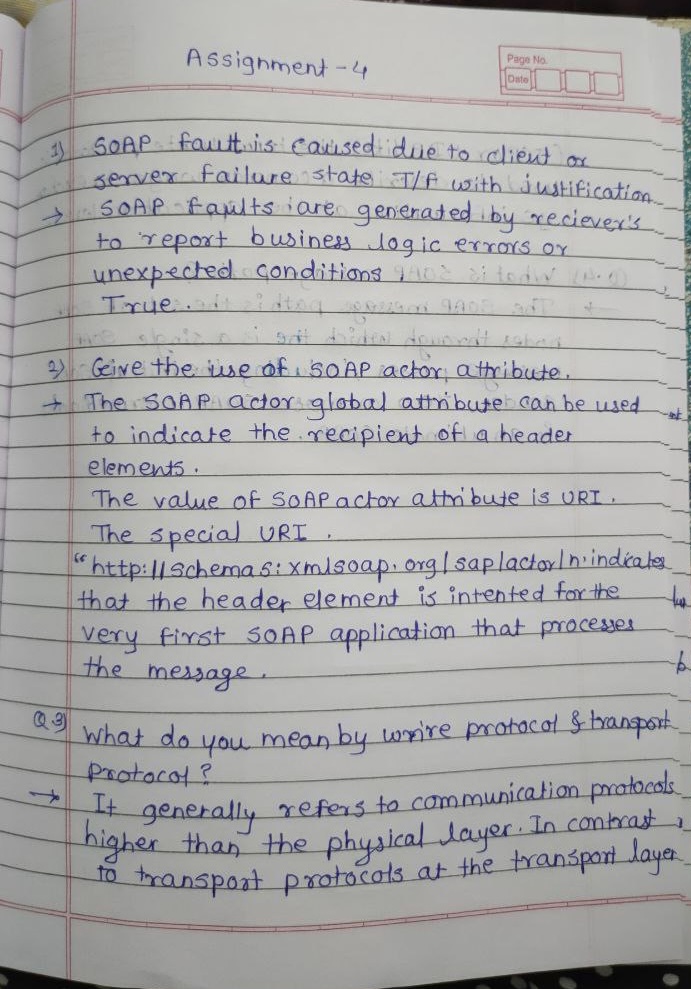 Assignment - 4
Page No.
Date
1) SOAP fault is caused due to client or
server failure state T/F with justification
→ SOAP faults are generated by reciever's
to report business logic errors or
unexpected conditions,
True.
2) Give the use of SOAP actor attribute.
→ The SOAP actor global attribute can be used
to indicate the recipient of a header
elements.
The value of SOAP actor attribute is URI.
The special URI.
"http://schemas:xmlsoap.org/sap/actor/n.indicates
that the header element is intented for the
very first SOAP application that processes
the message.
Q3) What do you mean by wrire protocol & transport
Protocol?
→ It generally refers to communication protocols
higher than the physical layer. In contrast,
to transport protocols at the transport layer